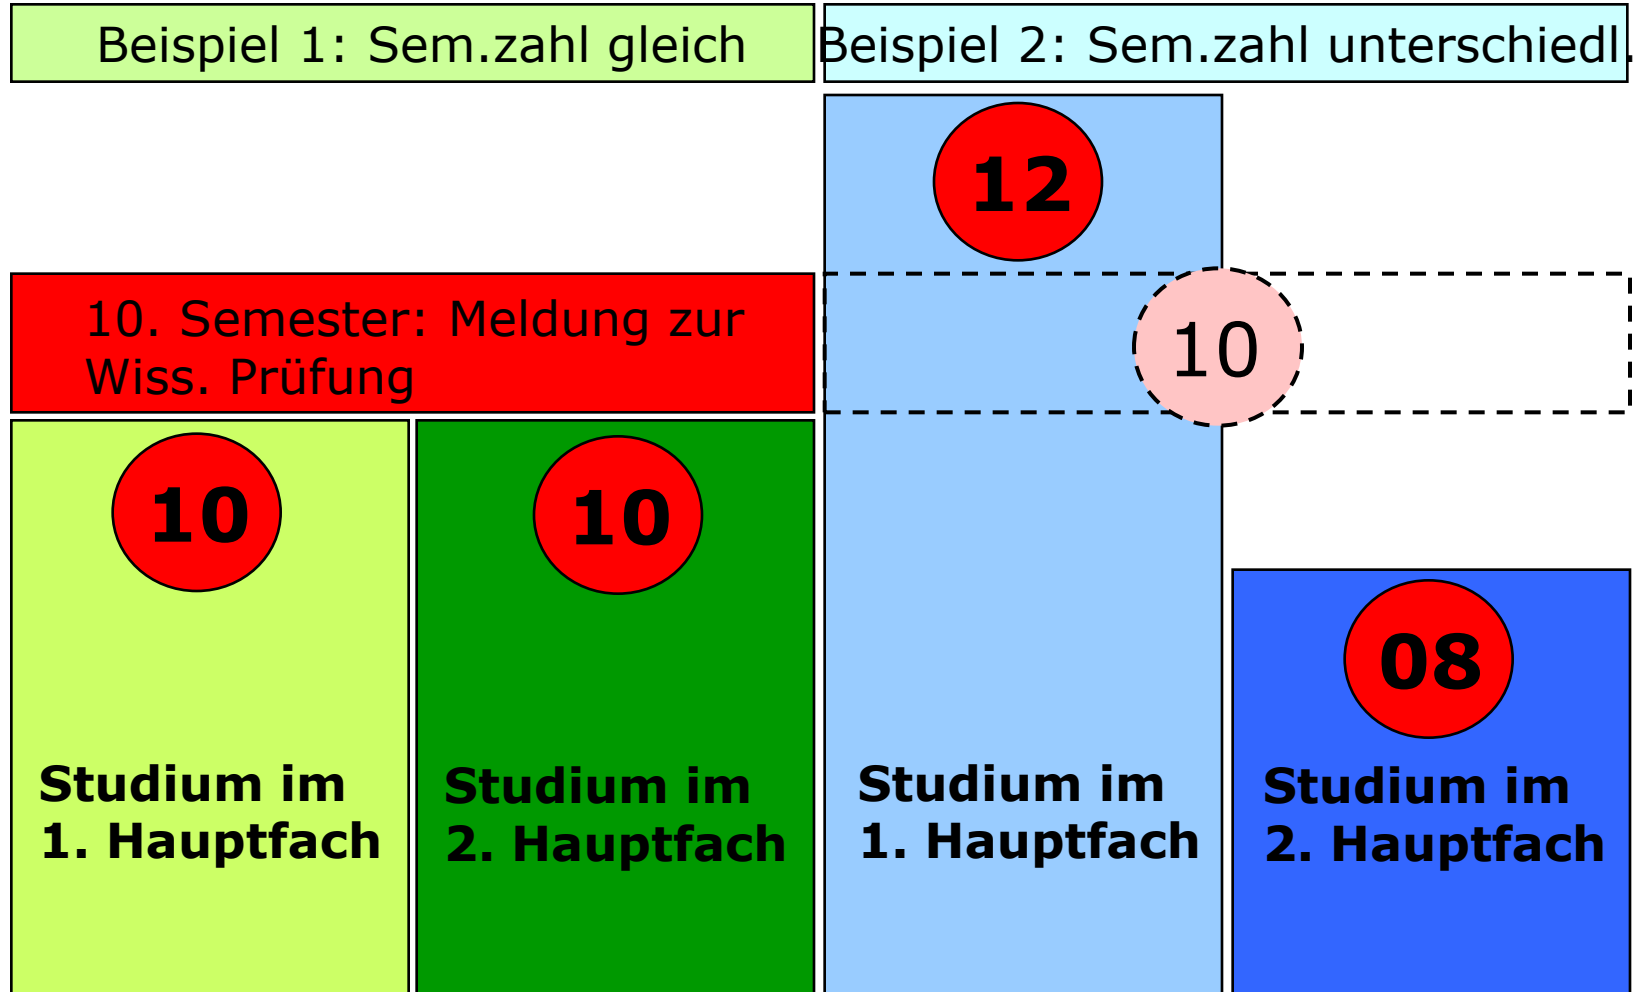 Beispiel 1: Sem.zahl gleich
Beispiel 2: Sem.zahl unterschiedl.
12
10. Semester: Meldung zur
Wiss. Prüfung
10
10
10
08
Studium im
1. Hauptfach
Studium im
2. Hauptfach
Studium im
1. Hauptfach
Studium im
2. Hauptfach